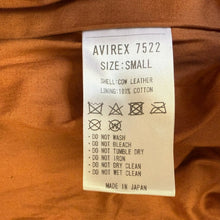 AVIREX 7522
SIZE:SMALL
SHELL:COW LEATHER
LINING:100% COTTON
• DO NOT WASH
• DO NOT BLEACH
• DO NOT TUMBLE DRY
• DO NOT IRON
• DO NOT DRY CLEAN
• DO NOT WET CLEAN
MADE IN JAPAN